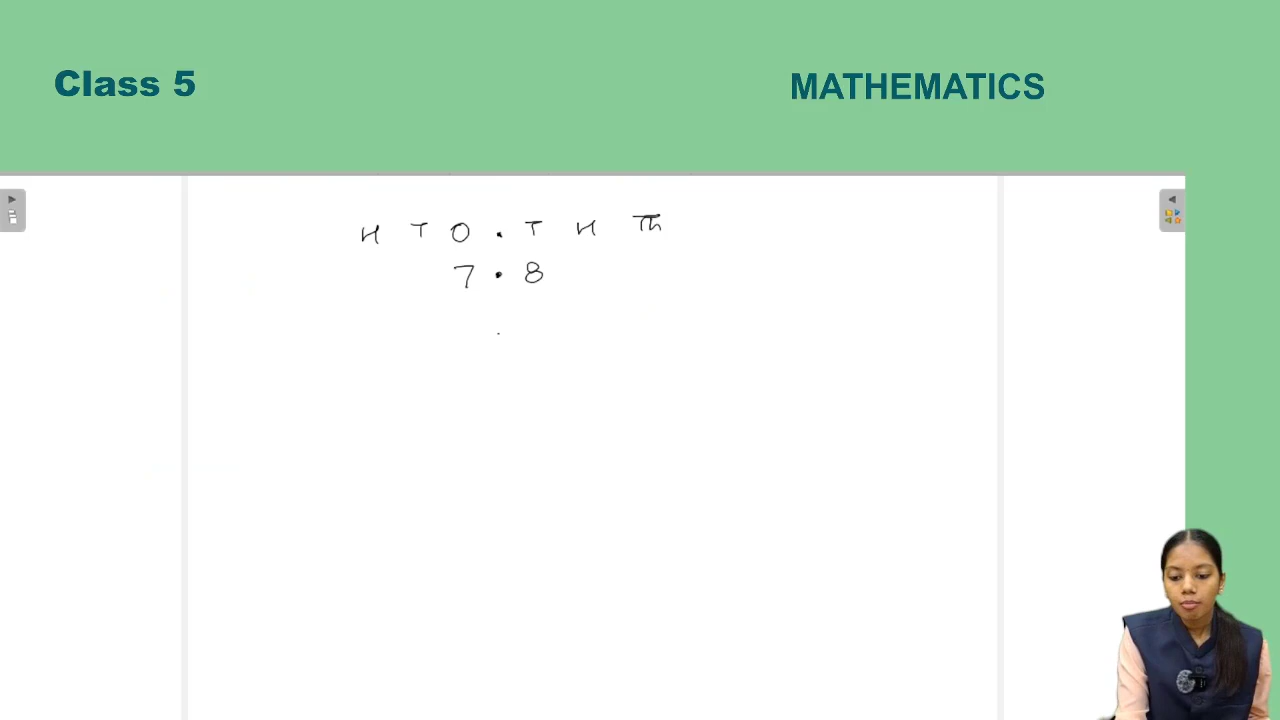 Class 5
MATHEMATICS
H T O . T H Th
7 . 8
.